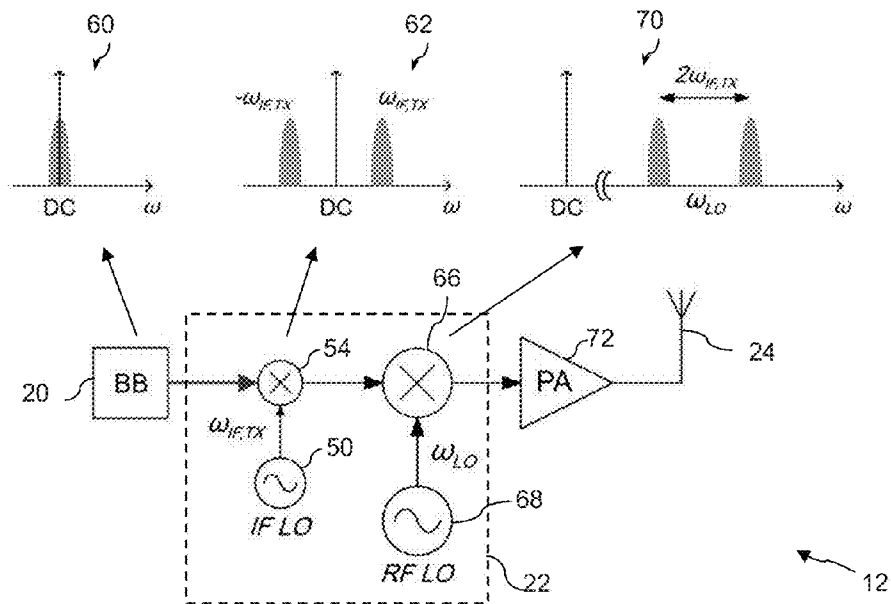 60
62
70
-ωIF,TX
ωIF,TX
2ωIF,TX
DC
ω
DC
ω
DC
ωLO
ω
66
54
72
24
20
BB
PA
ωIF,TX
50
ωLO
IF LO
68
RF LO
22
12